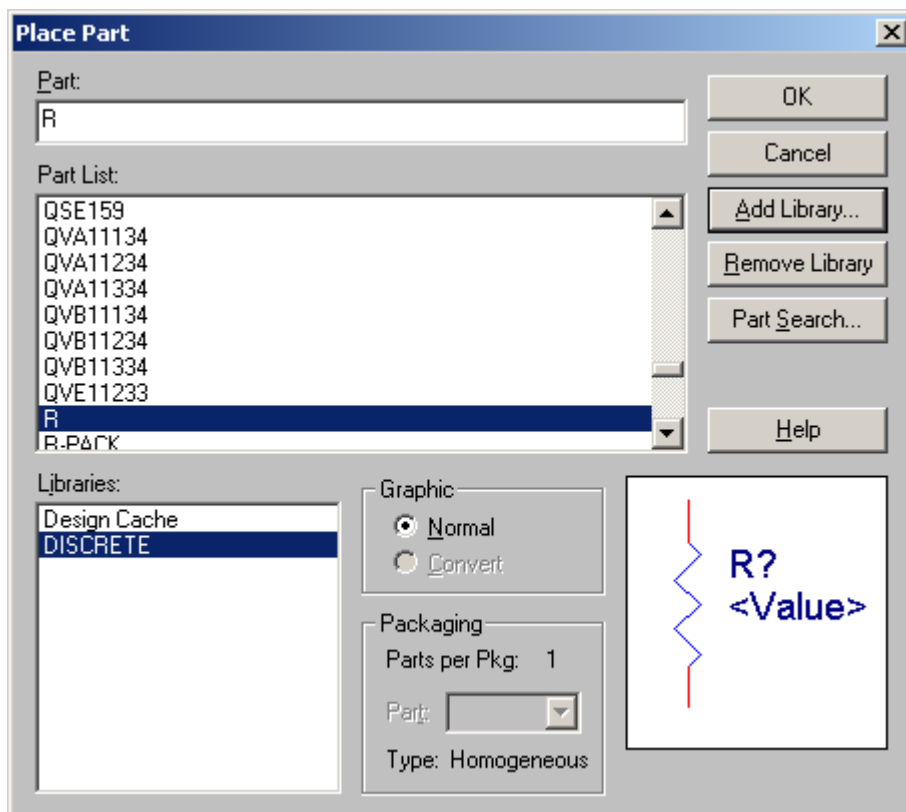 Place Part
Part:
R
OK
Cancel
Part List:
Add Library...
QSE159
QVA11134
QVA11234
QVA11334
QVB11134
QVB11234
QVB11334
QVE11233
R
R-PACK
Remove Library
Part Search...
Help
Libraries:
Design Cache
DISCRETE
Graphic
Normal
Convert
Packaging
Parts per Pkg: 1
Part:
Type: Homogeneous
R?
<Value>